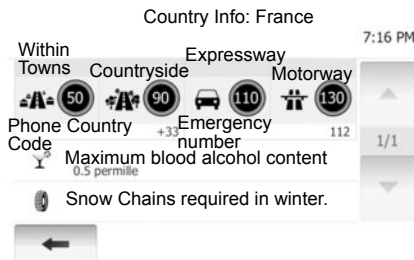 Country Info: France
7:16 PM
Within Towns
Countryside
Expressway
Motorway
50
90
110
130
Phone Country Code
+33
Emergency number
112
1/1
Maximum blood alcohol content
0.5 permille
Snow Chains required in winter.